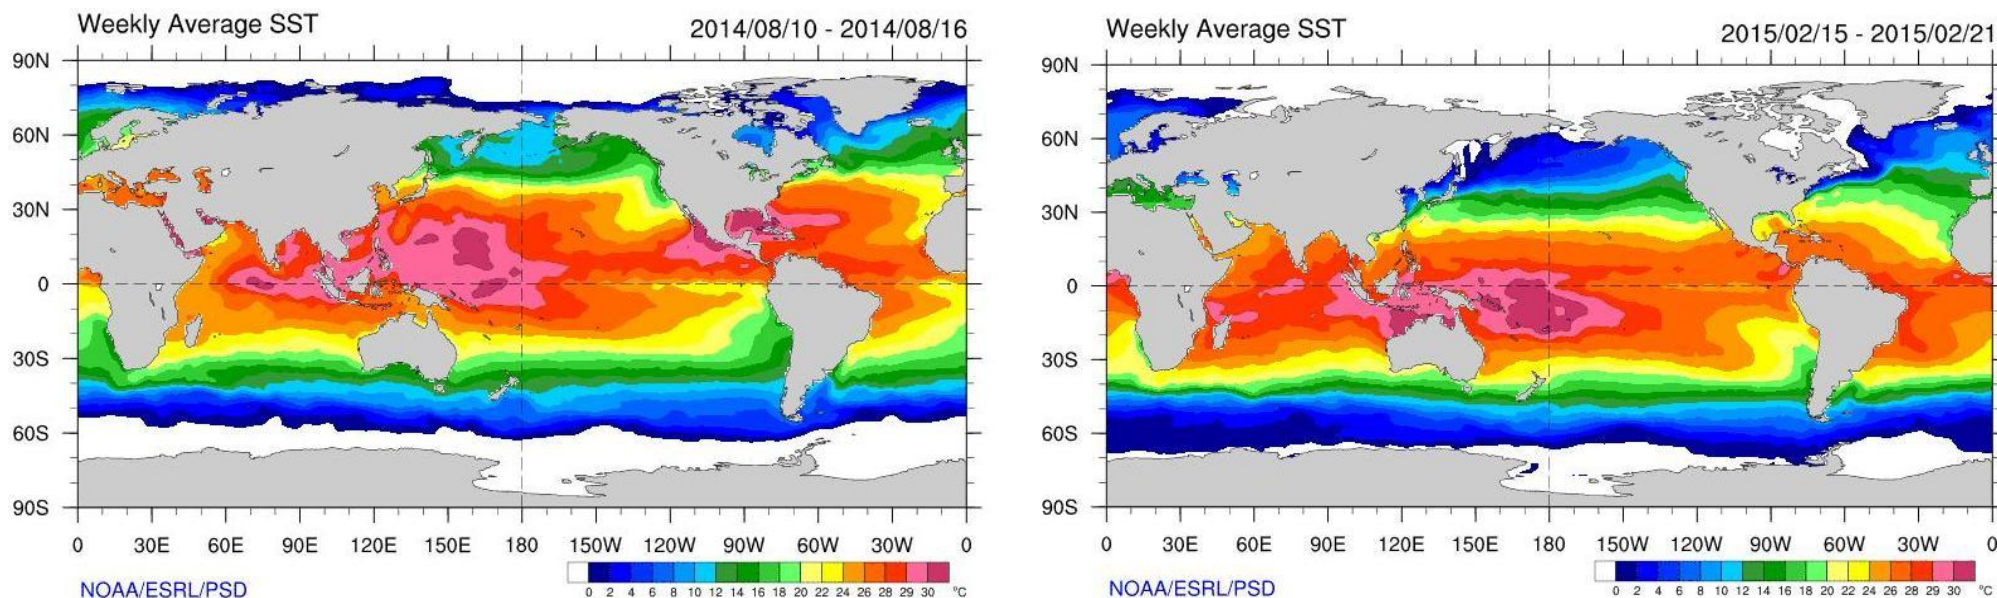 Weekly Average SST 2014/08/10 - 2014/08/16
90N
60N
30N
0
30S
60S
90S
0 30E 60E 90E 120E 150E 180 150W 120W 90W 60W 30W 0
NOAA/ESRL/PSD
0 2 4 6 8 10 12 14 16 18 20 22 24 26 28 29 30 °C
Weekly Average SST 2015/02/15 - 2015/02/21
90N
60N
30N
0
30S
60S
90S
0 30E 60E 90E 120E 150E 180 150W 120W 90W 60W 30W 0
NOAA/ESRL/PSD
0 2 4 6 8 10 12 14 16 18 20 22 24 26 28 29 30 °C